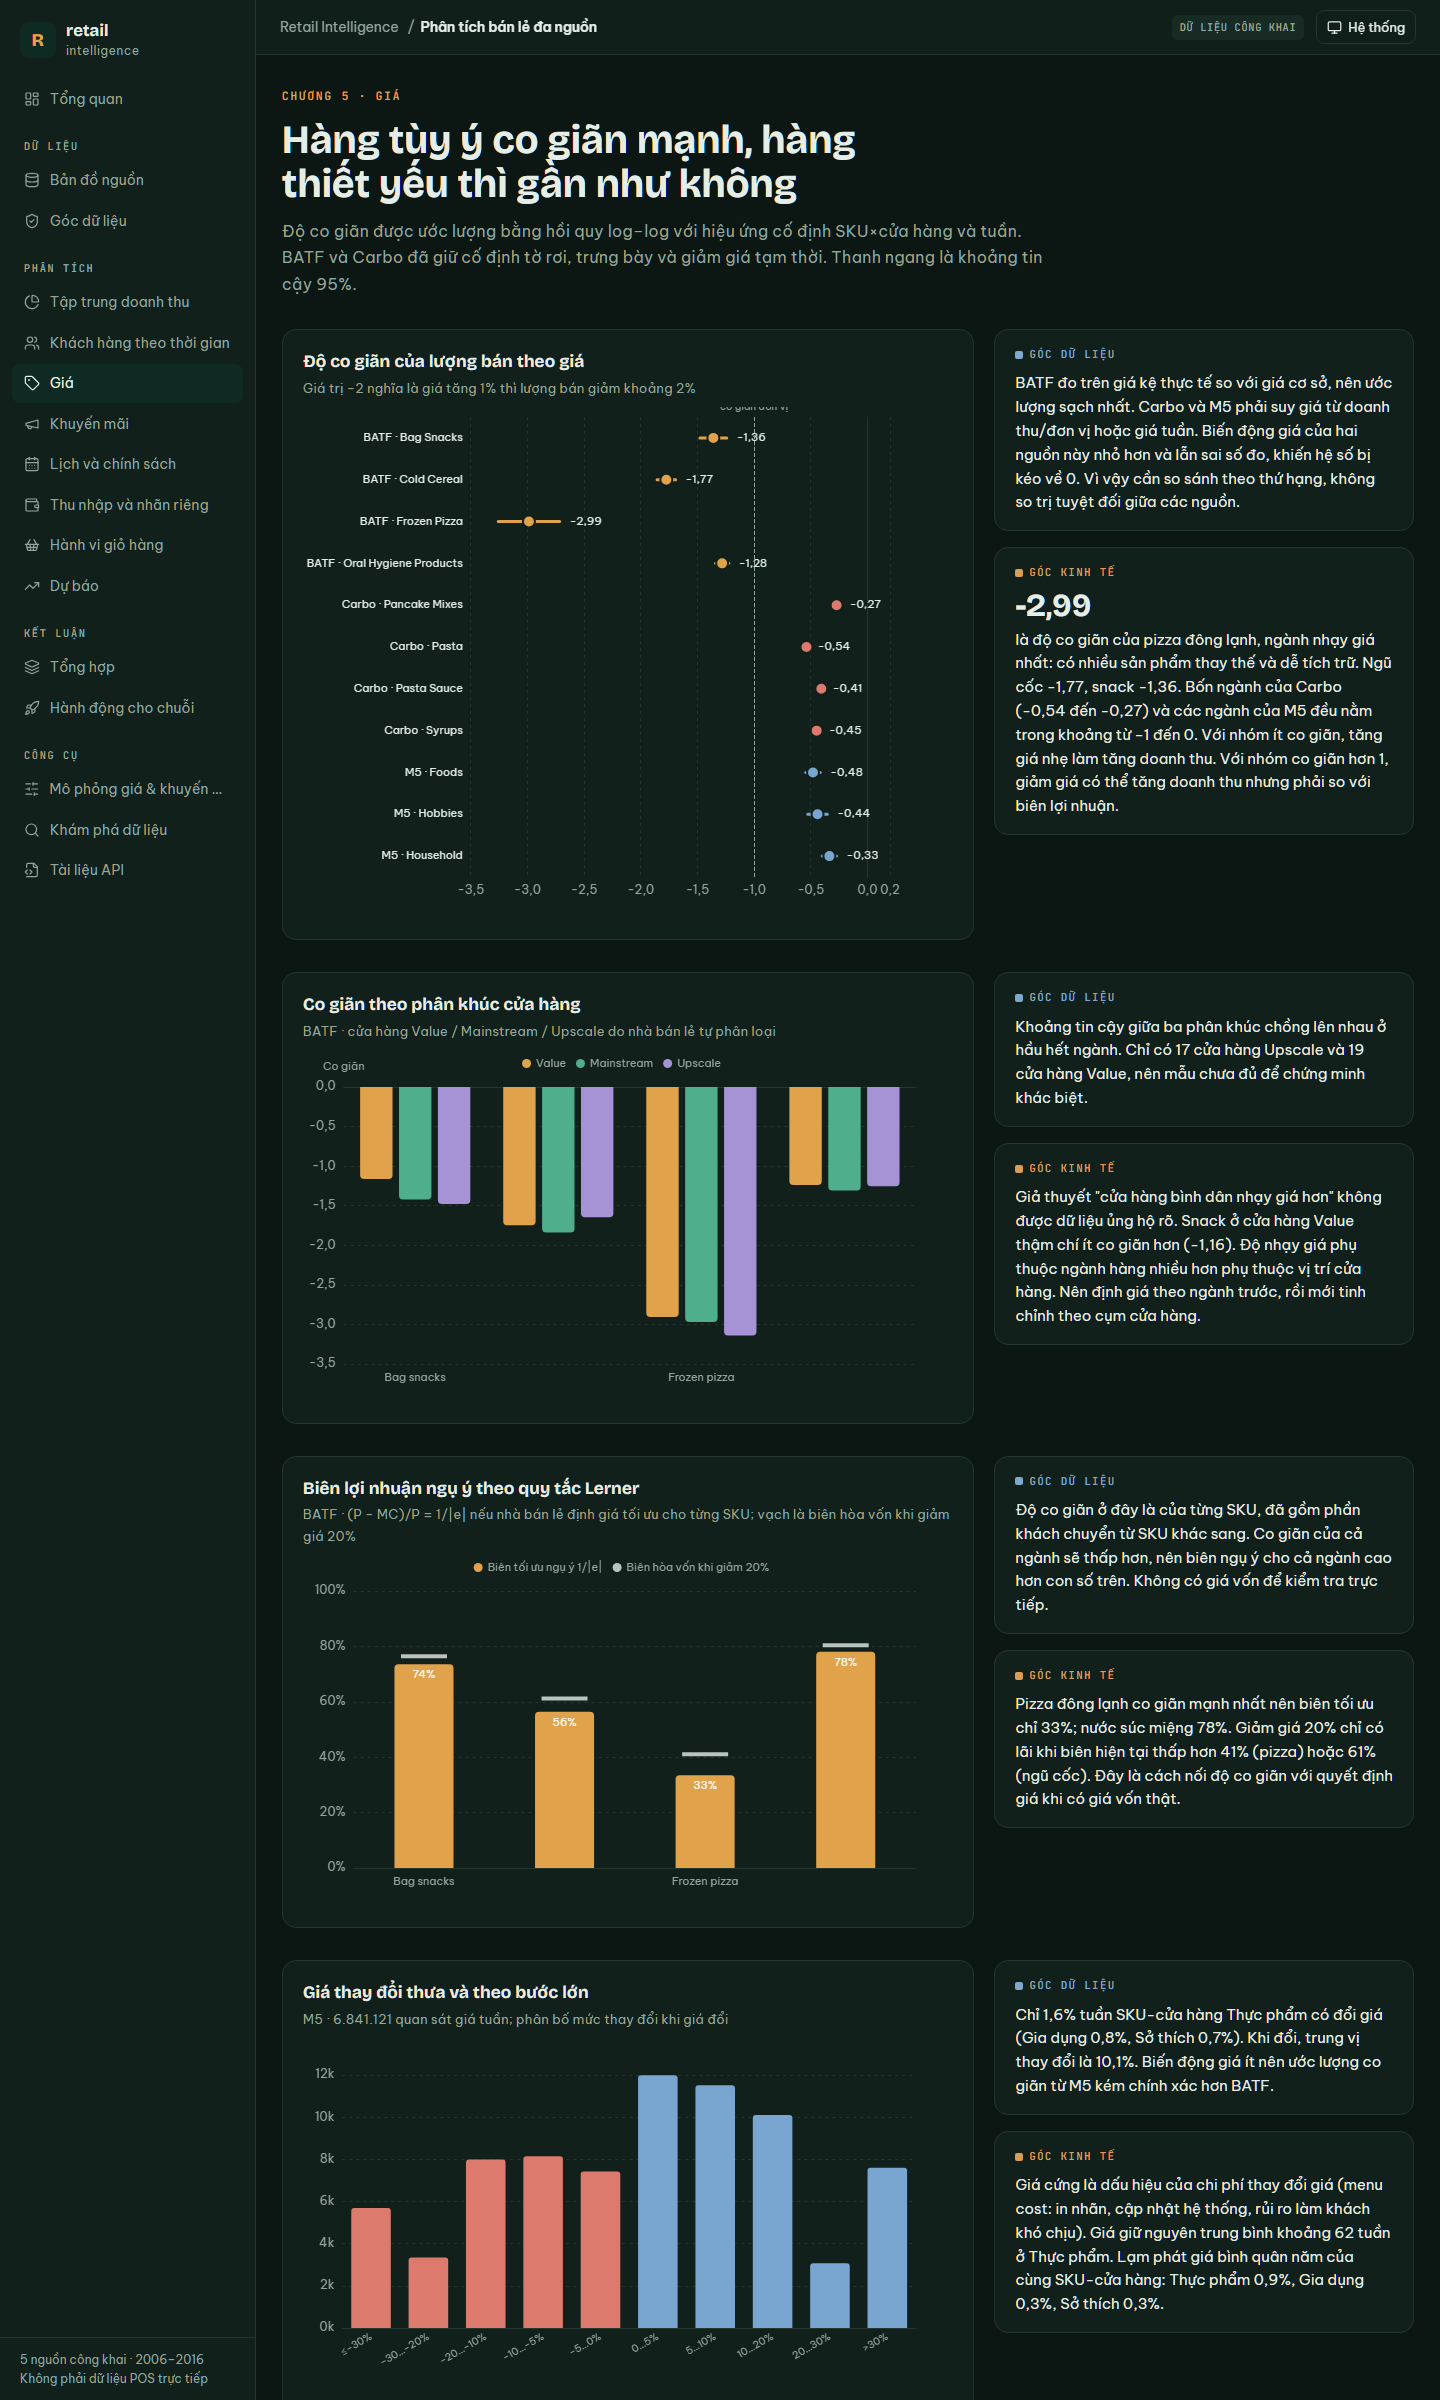 R
retail
intelligence
Tổng quan
DỮ LIỆU
Bản đồ nguồn
Góc dữ liệu
PHÂN TÍCH
Tập trung doanh thu
Khách hàng theo thời gian
Giá
Khuyến mãi
Lịch và chính sách
Thu nhập và nhãn riêng
Hành vi giỏ hàng
Dự báo
KẾT LUẬN
Tổng hợp
Hành động cho chuỗi
CÔNG CỤ
Mô phỏng giá & khuyến ...
Khám phá dữ liệu
Tài liệu API
5 nguồn công khai · 2006–2016
Không phải dữ liệu POS trực tiếp
Retail Intelligence / Phân tích bán lẻ đa nguồn
DỮ LIỆU CÔNG KHAI
Hệ thống
CHƯƠNG 5 · GIÁ
Hàng tùy ý co giãn mạnh, hàng
thiết yếu thì gần như không
Độ co giãn được ước lượng bằng hồi quy log–log với hiệu ứng cố định SKU×cửa hàng và tuần.
BATF và Carbo đã giữ cố định tờ rơi, trưng bày và giảm giá tạm thời. Thanh ngang là khoảng tin
cậy 95%.
Độ co giãn của lượng bán theo giá
Giá trị −2 nghĩa là giá tăng 1% thì lượng bán giảm khoảng 2%
co giãn đơn vị
BATF · Bag Snacks
-1,36
BATF · Cold Cereal
-1,77
BATF · Frozen Pizza
-2,99
BATF · Oral Hygiene Products
-1,28
Carbo · Pancake Mixes
-0,27
Carbo · Pasta
-0,54
Carbo · Pasta Sauce
-0,41
Carbo · Syrups
-0,45
M5 · Foods
-0,48
M5 · Hobbies
-0,44
M5 · Household
-0,33
-3,5 -3,0 -2,5 -2,0 -1,5 -1,0 -0,5 0,0 0,2
GÓC DỮ LIỆU
BATF đo trên giá kệ thực tế so với giá cơ sở, nên ước
lượng sạch nhất. Carbo và M5 phải suy giá từ doanh
thu/đơn vị hoặc giá tuần. Biến động giá của hai
nguồn này nhỏ hơn và lẫn sai số đo, khiến hệ số bị
kéo về 0. Vì vậy cần so sánh theo thứ hạng, không
so trị tuyệt đối giữa các nguồn.
GÓC KINH TẾ
-2,99
là độ co giãn của pizza đông lạnh, ngành nhạy giá
nhất: có nhiều sản phẩm thay thế và dễ tích trữ. Ngũ
cốc -1,77, snack -1,36. Bốn ngành của Carbo
(-0,54 đến -0,27) và các ngành của M5 đều nằm
trong khoảng từ -1 đến 0. Với nhóm ít co giãn, tăng
giá nhẹ làm tăng doanh thu. Với nhóm co giãn hơn 1,
giảm giá có thể tăng doanh thu nhưng phải so với
biên lợi nhuận.
Co giãn theo phân khúc cửa hàng
BATF · cửa hàng Value / Mainstream / Upscale do nhà bán lẻ tự phân loại
Value Mainstream Upscale
Co giãn
0,0
-0,5
-1,0
-1,5
-2,0
-2,5
-3,0
-3,5
Bag snacks
Frozen pizza
GÓC DỮ LIỆU
Khoảng tin cậy giữa ba phân khúc chồng lên nhau ở
hầu hết ngành. Chỉ có 17 cửa hàng Upscale và 19
cửa hàng Value, nên mẫu chưa đủ để chứng minh
khác biệt.
GÓC KINH TẾ
Giả thuyết "cửa hàng bình dân nhạy giá hơn" không
được dữ liệu ủng hộ rõ. Snack ở cửa hàng Value
thậm chí ít co giãn hơn (-1,16). Độ nhạy giá phụ
thuộc ngành hàng nhiều hơn phụ thuộc vị trí cửa
hàng. Nên định giá theo ngành trước, rồi mới tinh
chỉnh theo cụm cửa hàng.
Biên lợi nhuận ngụ ý theo quy tắc Lerner
BATF · (P − MC)/P = 1/|e| nếu nhà bán lẻ định giá tối ưu cho từng SKU; vạch là biên hòa vốn khi giảm
giá 20%
Biên tối ưu ngụ ý 1/|e| Biên hòa vốn khi giảm 20%
100%
80%
60%
40%
20%
0%
74%
56%
33%
78%
Bag snacks
Frozen pizza
GÓC DỮ LIỆU
Độ co giãn ở đây là của từng SKU, đã gồm phần
khách chuyển từ SKU khác sang. Co giãn của cả
ngành sẽ thấp hơn, nên biên ngụ ý cho cả ngành cao
hơn con số trên. Không có giá vốn để kiểm tra trực
tiếp.
GÓC KINH TẾ
Pizza đông lạnh co giãn mạnh nhất nên biên tối ưu
chỉ 33%; nước súc miệng 78%. Giảm giá 20% chỉ có
lãi khi biên hiện tại thấp hơn 41% (pizza) hoặc 61%
(ngũ cốc). Đây là cách nối độ co giãn với quyết định
giá khi có giá vốn thật.
Giá thay đổi thưa và theo bước lớn
M5 · 6.841.121 quan sát giá tuần; phân bố mức thay đổi khi giá đổi
12k
10k
8k
6k
4k
2k
0k
≤-30% -30…-20% -20…-10% -10…-5% -5…0% 0…5% 5…10% 10…20% 20…30% >30%
GÓC DỮ LIỆU
Chỉ 1,6% tuần SKU-cửa hàng Thực phẩm có đổi giá
(Gia dụng 0,8%, Sở thích 0,7%). Khi đổi, trung vị
thay đổi là 10,1%. Biến động giá ít nên ước lượng co
giãn từ M5 kém chính xác hơn BATF.
GÓC KINH TẾ
Giá cứng là dấu hiệu của chi phí thay đổi giá (menu
cost: in nhãn, cập nhật hệ thống, rủi ro làm khách
khó chịu). Giá giữ nguyên trung bình khoảng 62 tuần
ở Thực phẩm. Lạm phát giá bình quân năm của
cùng SKU-cửa hàng: Thực phẩm 0,9%, Gia dụng
0,3%, Sở thích 0,3%.